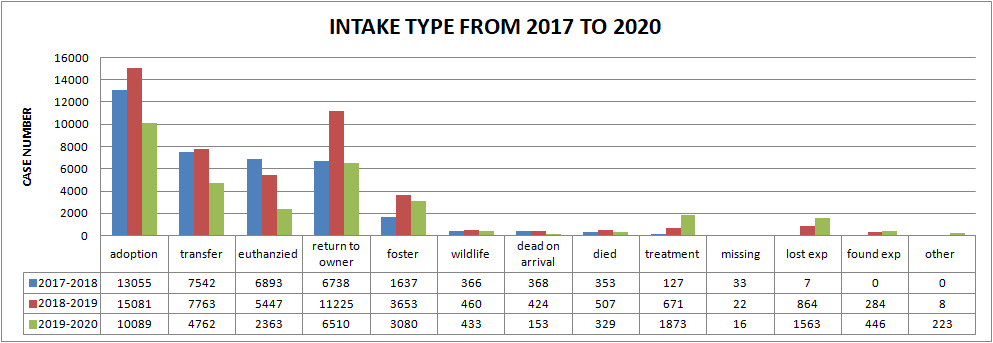 INTAKE TYPE FROM 2017 TO 2020
CASE NUMBER
16000
14000
12000
10000
8000
6000
4000
2000
0
adoption transfer euthanzied return to owner foster wildlife dead on arrival died treatment missing lost exp found exp other
2017-2018 13055 7542 6893 6738 1637 366 368 353 127 33 7 0 0
2018-2019 15081 7763 5447 11225 3653 460 424 507 671 22 864 284 8
2019-2020 10089 4762 2363 6510 3080 433 153 329 1873 16 1563 446 223